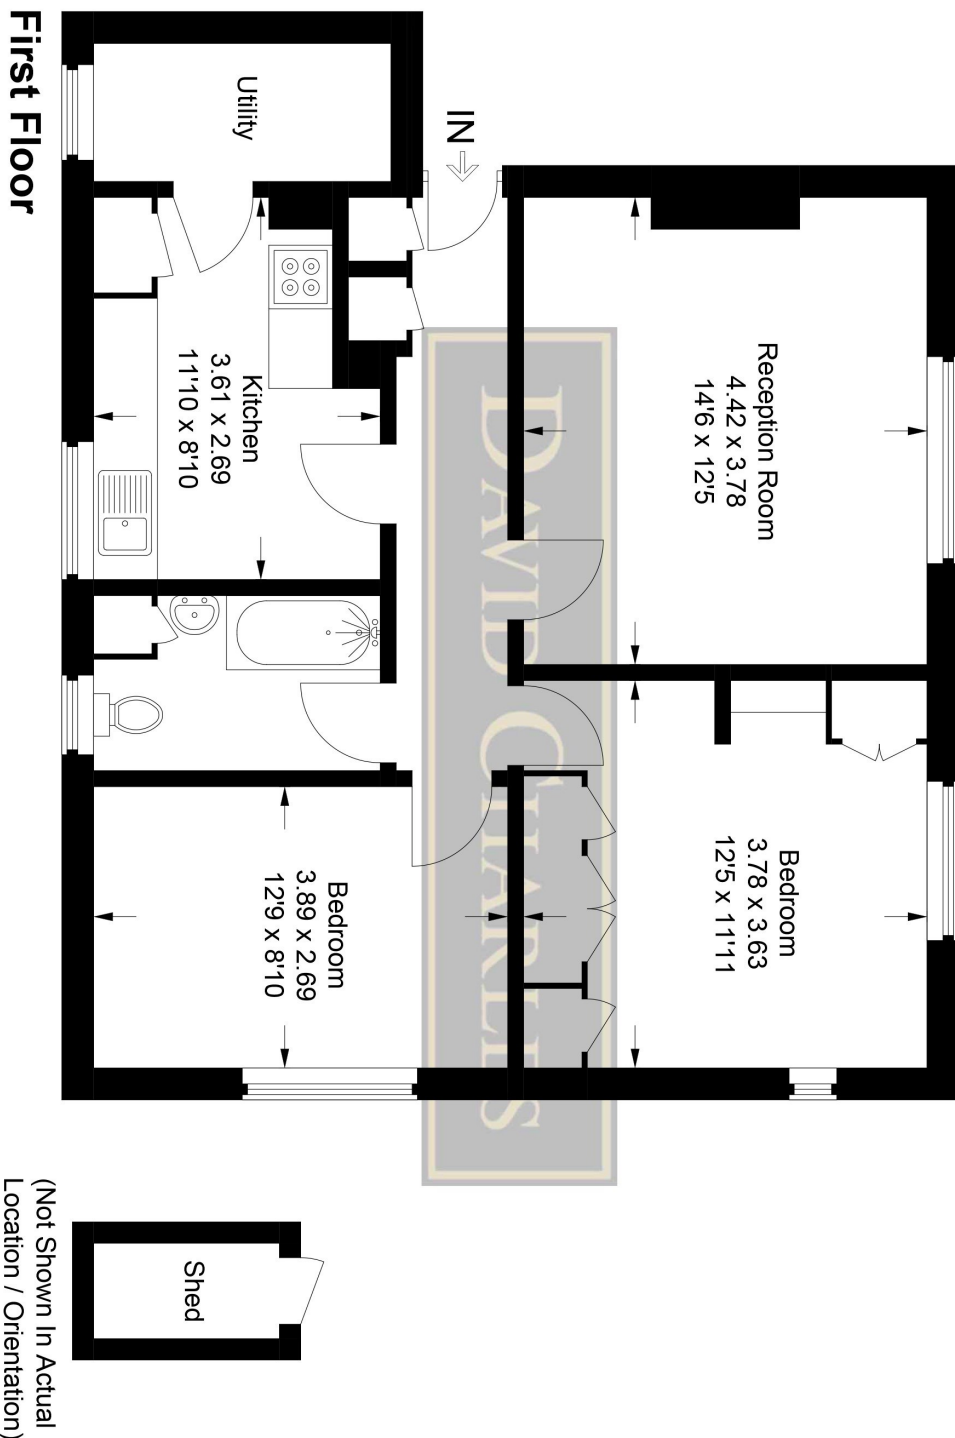 Reception Room
4.42 x 3.78
14'6 x 12'5
Bedroom
3.78 x 3.63
12'5 x 11'11
IN
DAVID CHARLES
Utility
Kitchen
3.61 x 2.69
11'10 x 8'10
Bedroom
3.89 x 2.69
12'9 x 8'10
Shed
First Floor
(Not Shown In Actual
Location / Orientation)